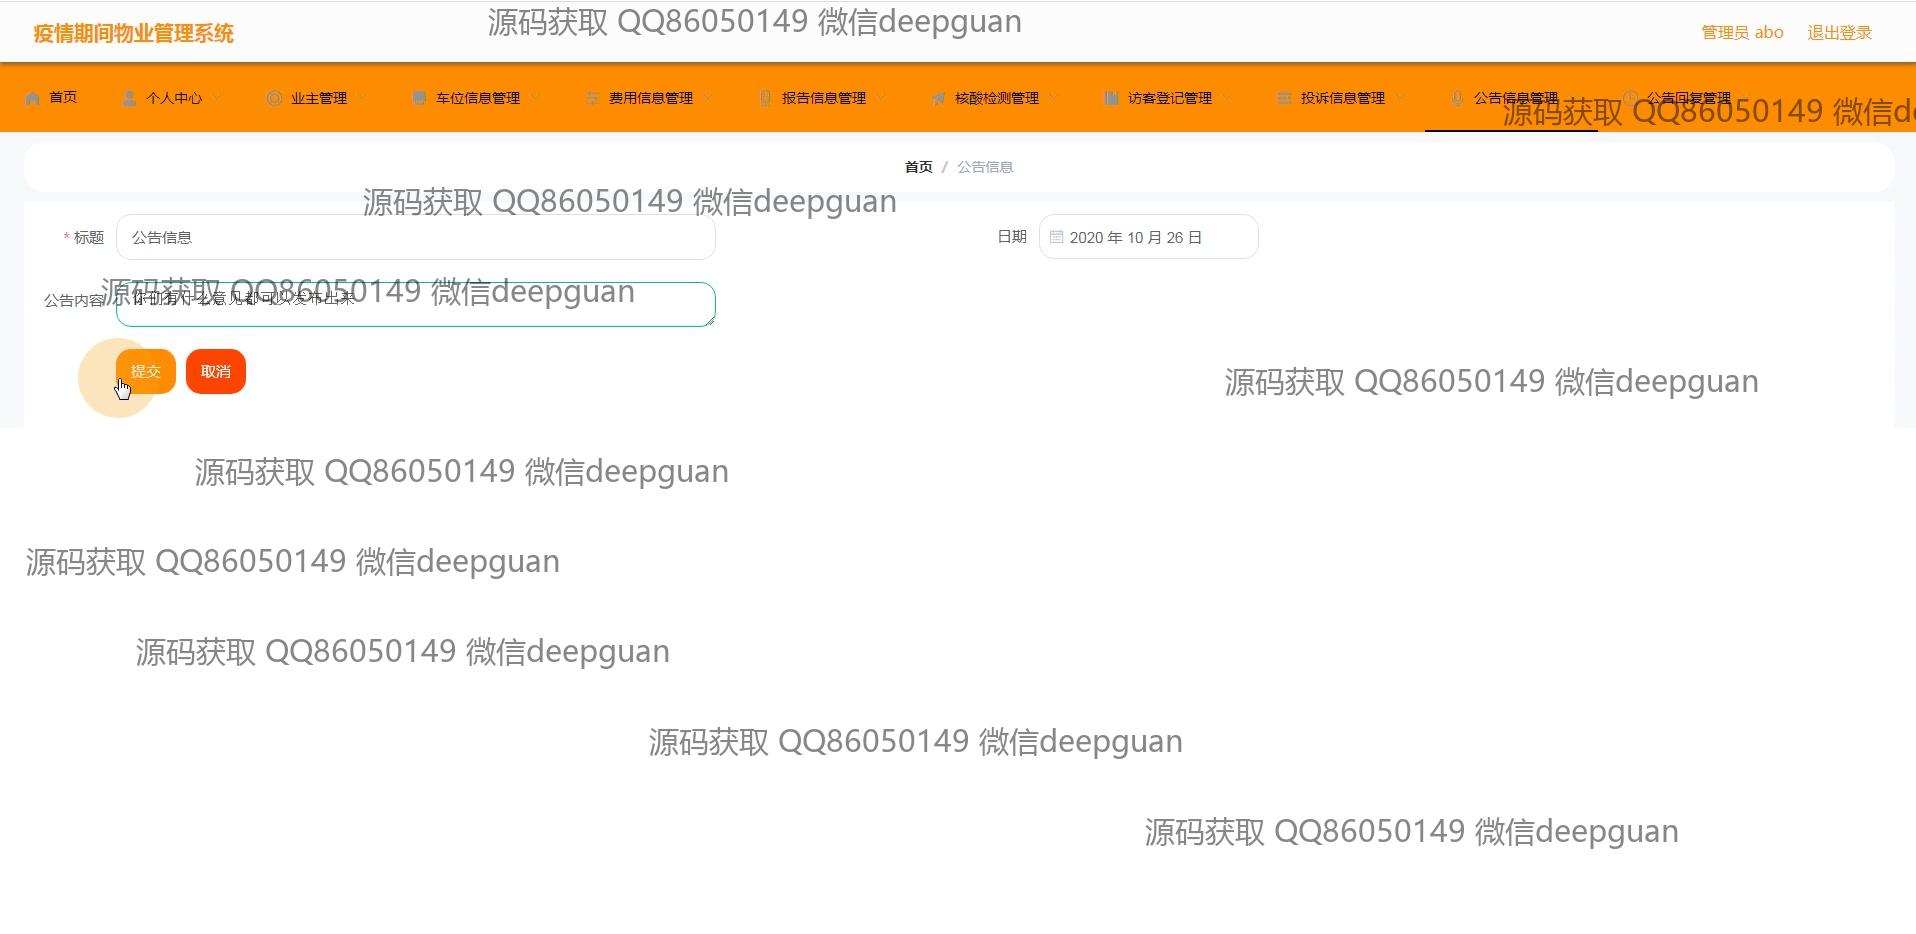 源码获取 QQ86050149 微信deepguan
疫情期间物业管理系统
管理员 abo 退出登录
首页 个人中心 业主管理 车位信息管理 费用信息管理 报告信息管理 核酸检测管理 访客登记管理 投诉信息管理 公告信息管理 公告回复管理
源码获取 QQ86050149 微信de
首页 / 公告信息
源码获取 QQ86050149 微信deepguan
* 标题 公告信息 日期 2020 年 10 月 26 日
源码获取 QQ86050149 微信deepguan
公告内容 你们有什么意见都可以发布出来
提交 取消
源码获取 QQ86050149 微信deepguan
源码获取 QQ86050149 微信deepguan
源码获取 QQ86050149 微信deepguan
源码获取 QQ86050149 微信deepguan
源码获取 QQ86050149 微信deepguan
源码获取 QQ86050149 微信deepguan